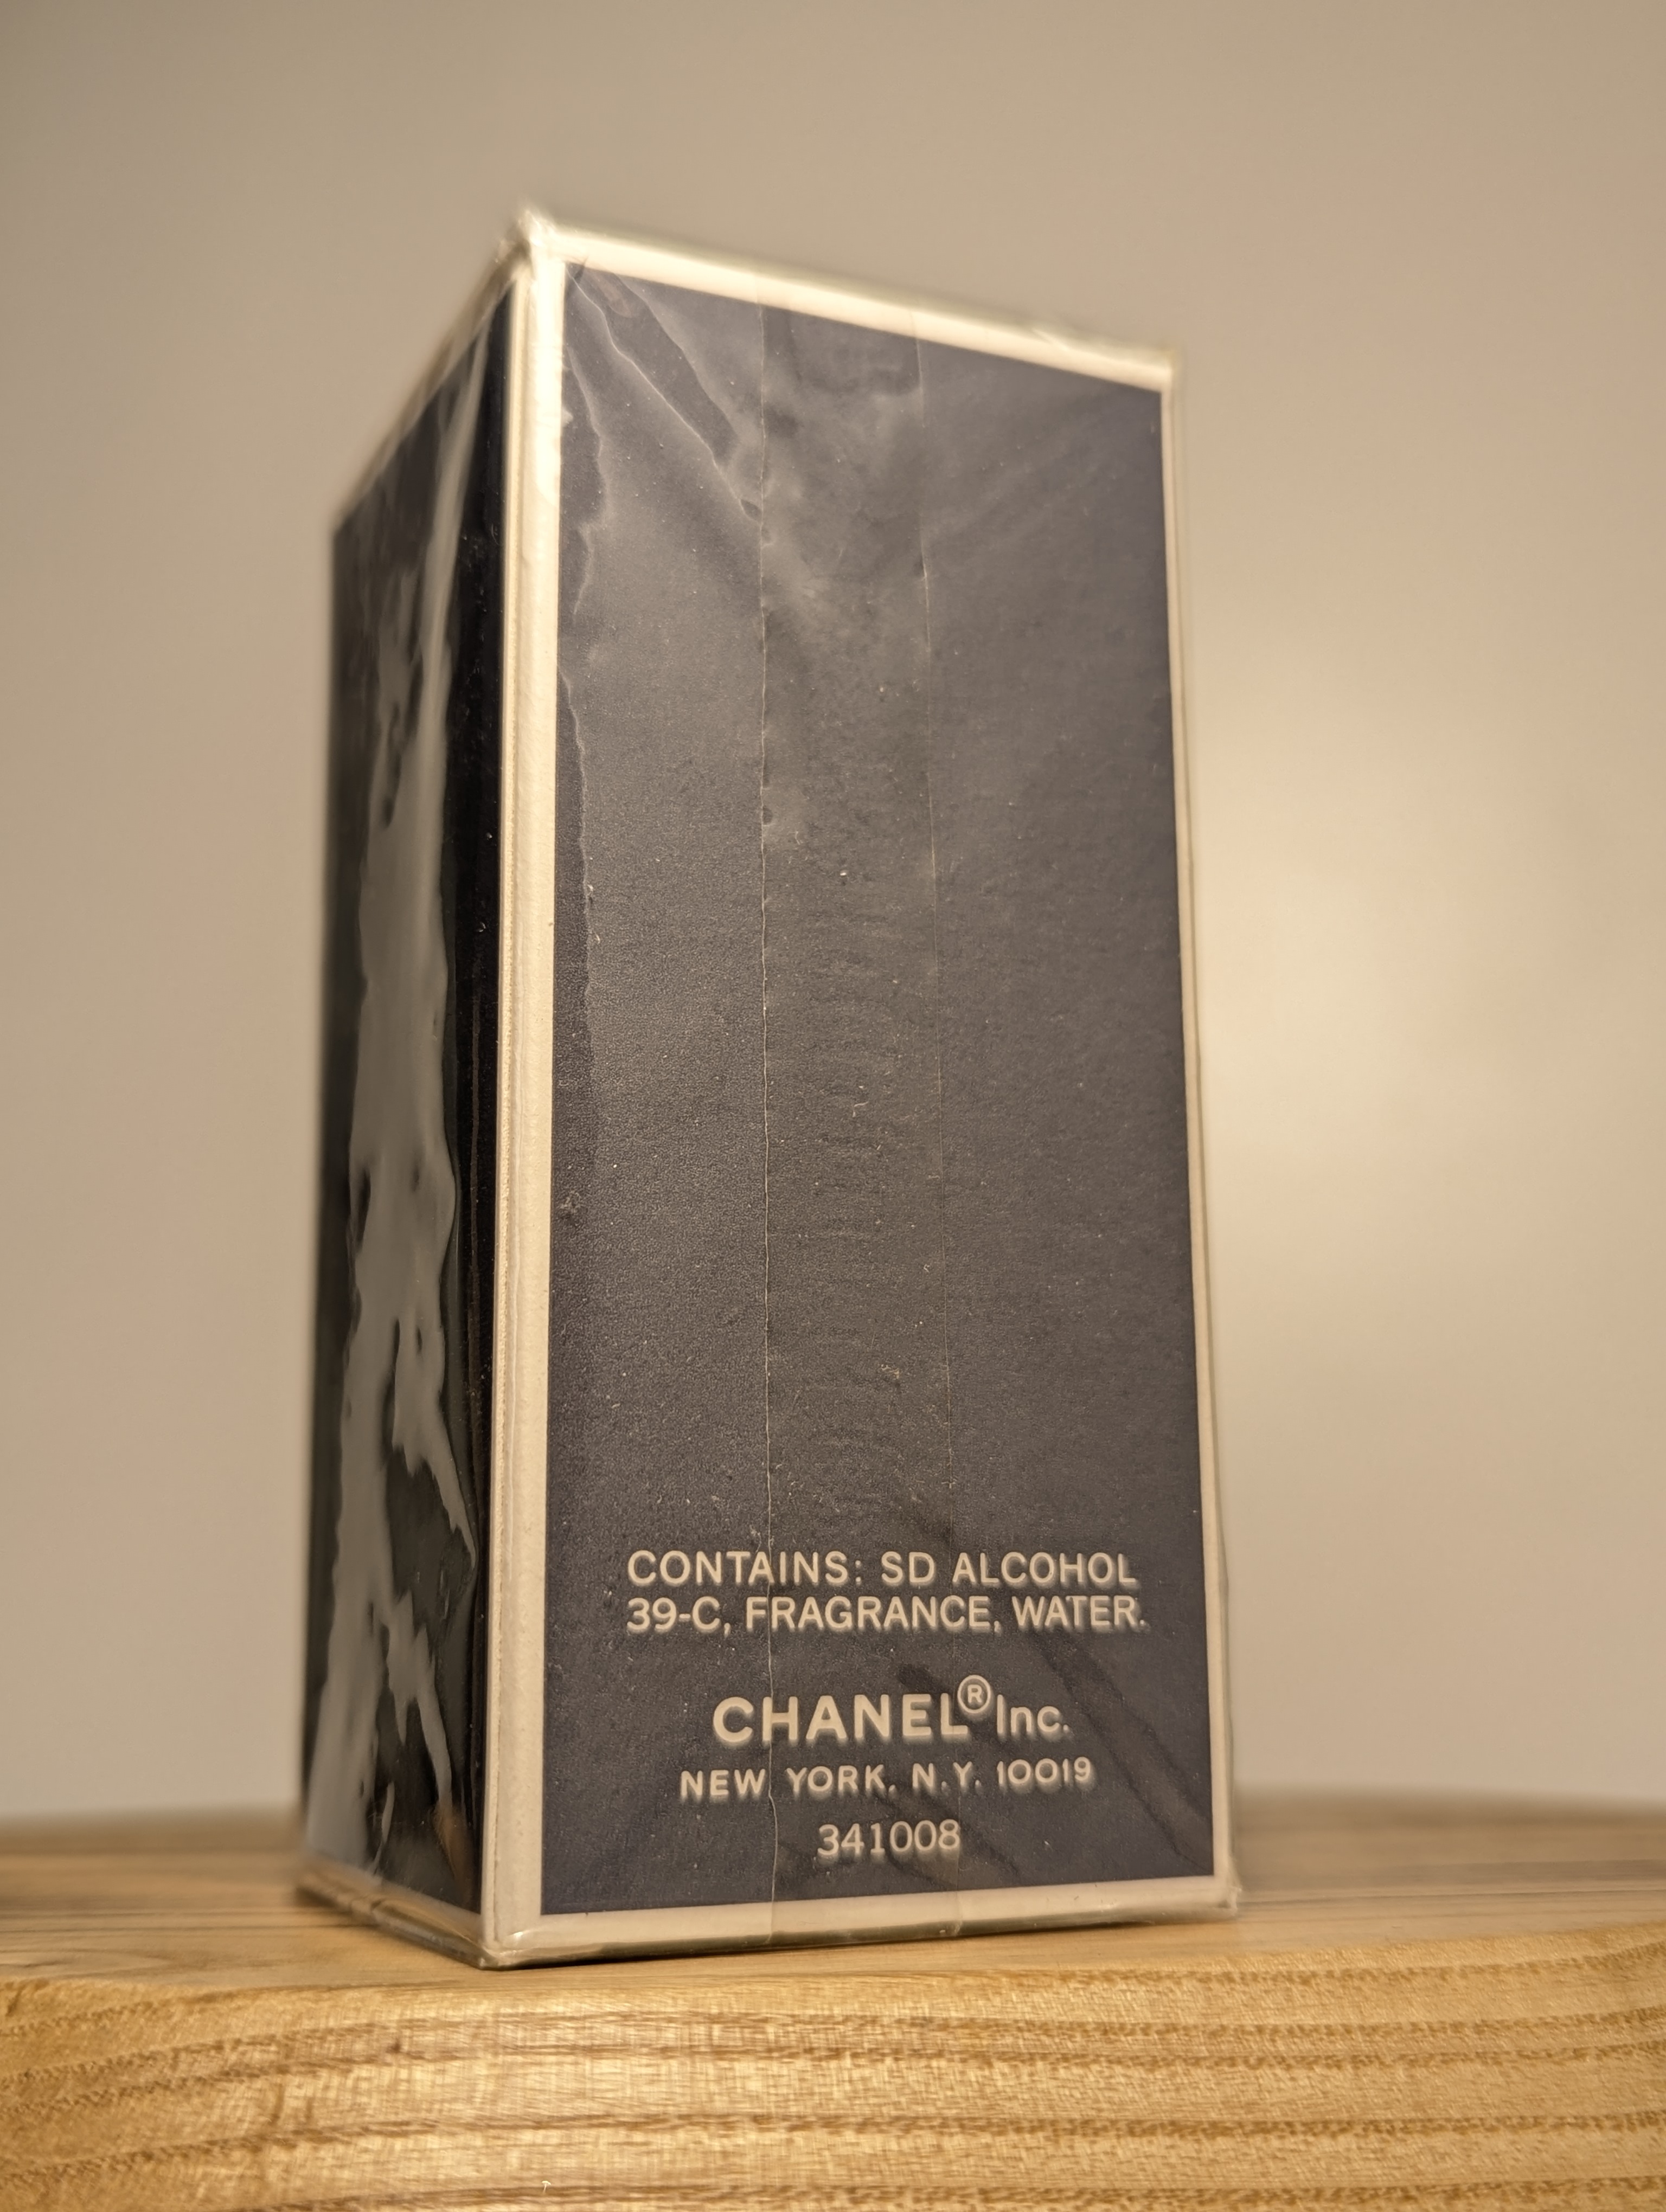 CONTAINS: SD ALCOHOL
39-C, FRAGRANCE, WATER.
CHANEL® Inc.
NEW YORK, N.Y. 10019
341008